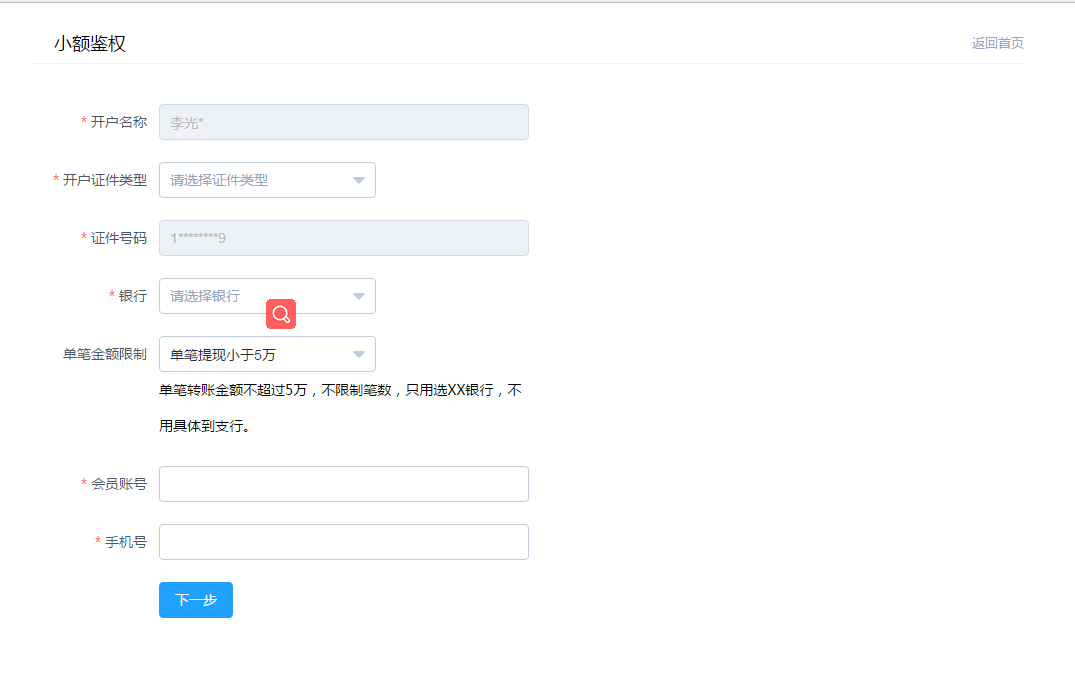 小额鉴权
返回首页
* 开户名称 李光*
* 开户证件类型 请选择证件类型
* 证件号码 1********9
* 银行 请选择银行
单笔金额限制 单笔提现小于5万
单笔转账金额不超过5万，不限制笔数，只用选XX银行，不
用具体到支行。
* 会员账号
* 手机号
下一步